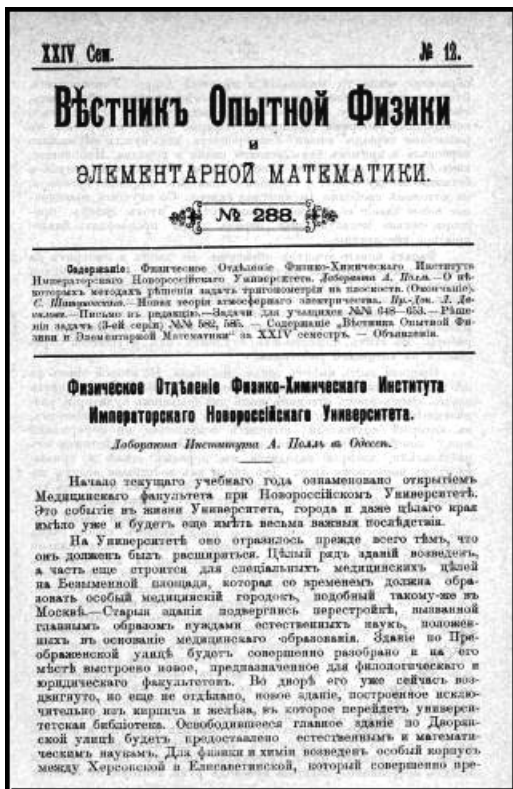 XXIV Сем.
№ 12.
Вѣстникъ Опытной Физики
и
ЭЛЕМЕНТАРНОЙ МАТЕМАТИКИ.
№ 288.
Содержаніе: Физическое Отдѣленіе Физико-Химическаго Института
Императорскаго Новороссійскаго Университета. Лаборанта А. Полль.—О нѣ-
которыхъ методахъ рѣшенія задачъ тригонометріи на плоскости. (Окончаніе).
С. —Новая теорія атмосфернаго электричества. Пр.-Доц.
—Письмо въ редакцію.—Задачи для учащихся №№ 648—653.—Рѣше-
нія задачъ (3-ей серіи) №№ 582, 585. — Содержаніе „Вѣстника Опытной Фи-
зики и Элементарной Математики“ за XXIV семестръ. — Объявленія.
Физическое Отдѣленіе Физико-Химическаго Института
Императорскаго Новороссійскаго Университета.
Лаборанта Института А. Полль въ Одессѣ.
Начало текущаго учебнаго года ознаменовано открытіемъ
Медицинскаго факультета при Новороссійскомъ Университетѣ.
Это событіе въ жизни Университета, города и даже цѣлаго края
имѣло уже и будетъ еще имѣть весьма важныя послѣдствія.
На Университетѣ оно отразилось прежде всего тѣмъ, что
онъ долженъ былъ расшириться. Цѣлый рядъ зданій возведенъ,
а часть еще строится для спеціальныхъ медицинскихъ цѣлей
на Безыменной площади, которая со временемъ должна обра-
зовать особый медицинскій городокъ, подобный такому-же въ
Москвѣ.—Старыя зданія подверглись перестройкѣ, вызванной
главнымъ образомъ нуждами естественныхъ наукъ, положен-
ныхъ въ основаніе медицинскаго образованія. Зданіе по Пре-
ображенской улицѣ будетъ совершенно разобрано и на его
мѣстѣ выстроено новое, предназначенное для филологическаго и
юридическаго факультетовъ. Во дворѣ его уже сейчасъ воз-
двигнуто, но еще не отдѣлано, новое зданіе, построенное исклю-
чительно изъ кирпича и желѣза, въ которое перейдетъ универси-
тетская библіотека. Освободившееся главное зданіе по Дворян-
ской улицѣ будетъ предоставлено естественнымъ и математи-
ческимъ наукамъ. Для физики и химіи возведенъ особый корпусъ
между Херсонской и Елисаветинской, который совершенно пре-